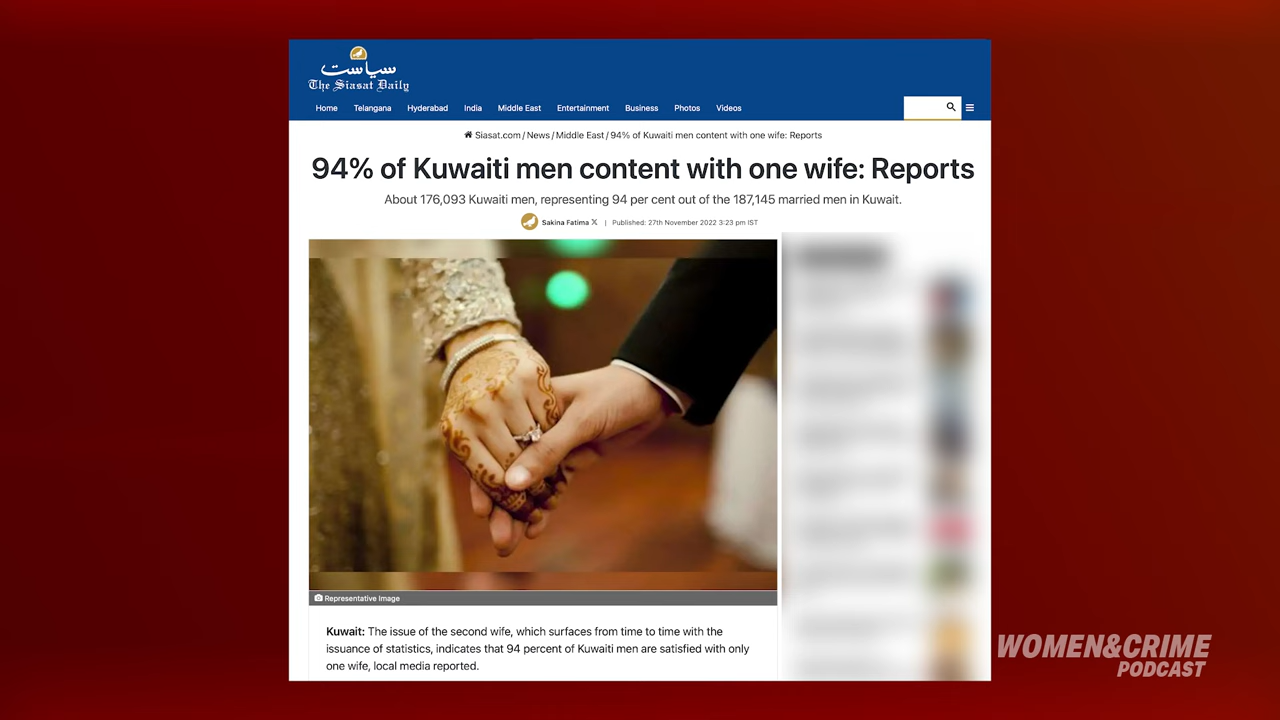 سیاست
The Siasat Daily
Home Telangana Hyderabad India Middle East Entertainment Business Photos Videos
Siasat.com / News / Middle East / 94% of Kuwaiti men content with one wife: Reports
94% of Kuwaiti men content with one wife: Reports
About 176,093 Kuwaiti men, representing 94 per cent out of the 187,145 married men in Kuwait.
Sakina Fatima X | Published: 27th November 2022 3:23 pm IST
Representative Image
Kuwait: The issue of the second wife, which surfaces from time to time with the
issuance of statistics, indicates that 94 percent of Kuwaiti men are satisfied with only
one wife, local media reported.
WOMEN&CRIME
PODCAST